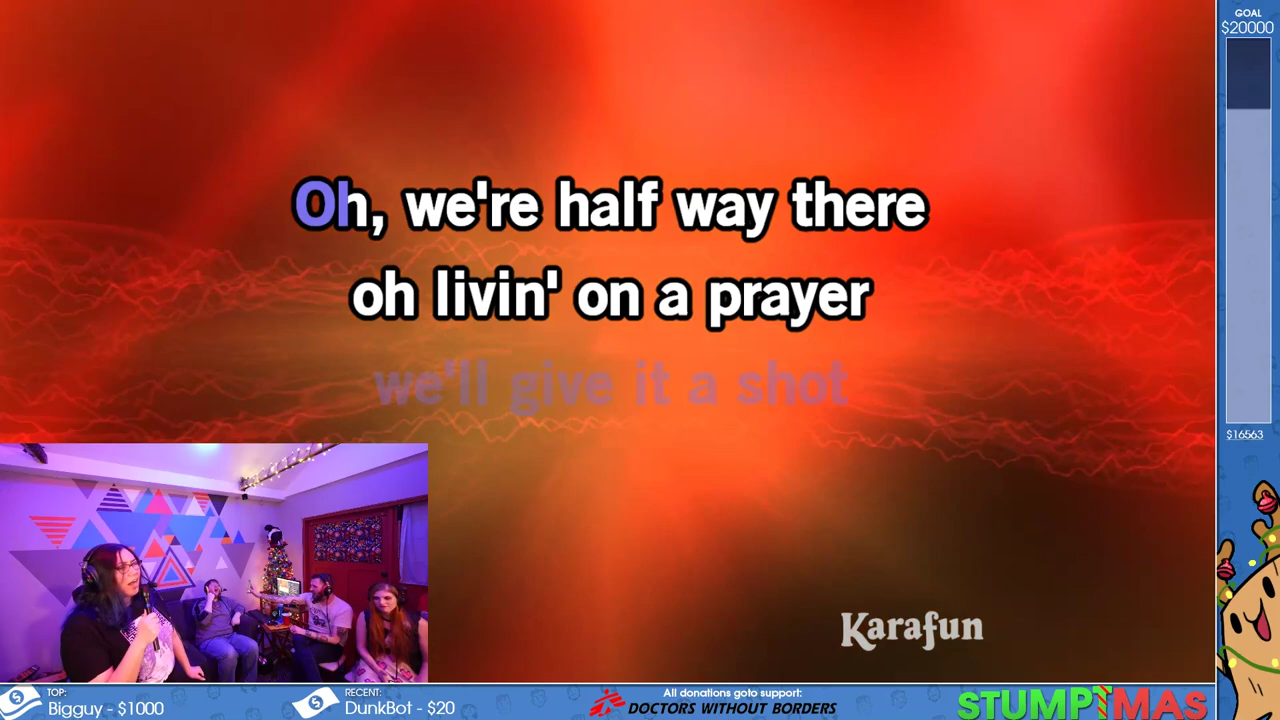 GOAL
$20000
Oh, we're half way there
oh livin' on a prayer
we'll give it a shot
$16563
Karafun
TOP:
Bigguy - $1000
RECENT:
DunkBot - $20
All donations goto support:
DOCTORS WITHOUT BORDERS
STUMPTMAS